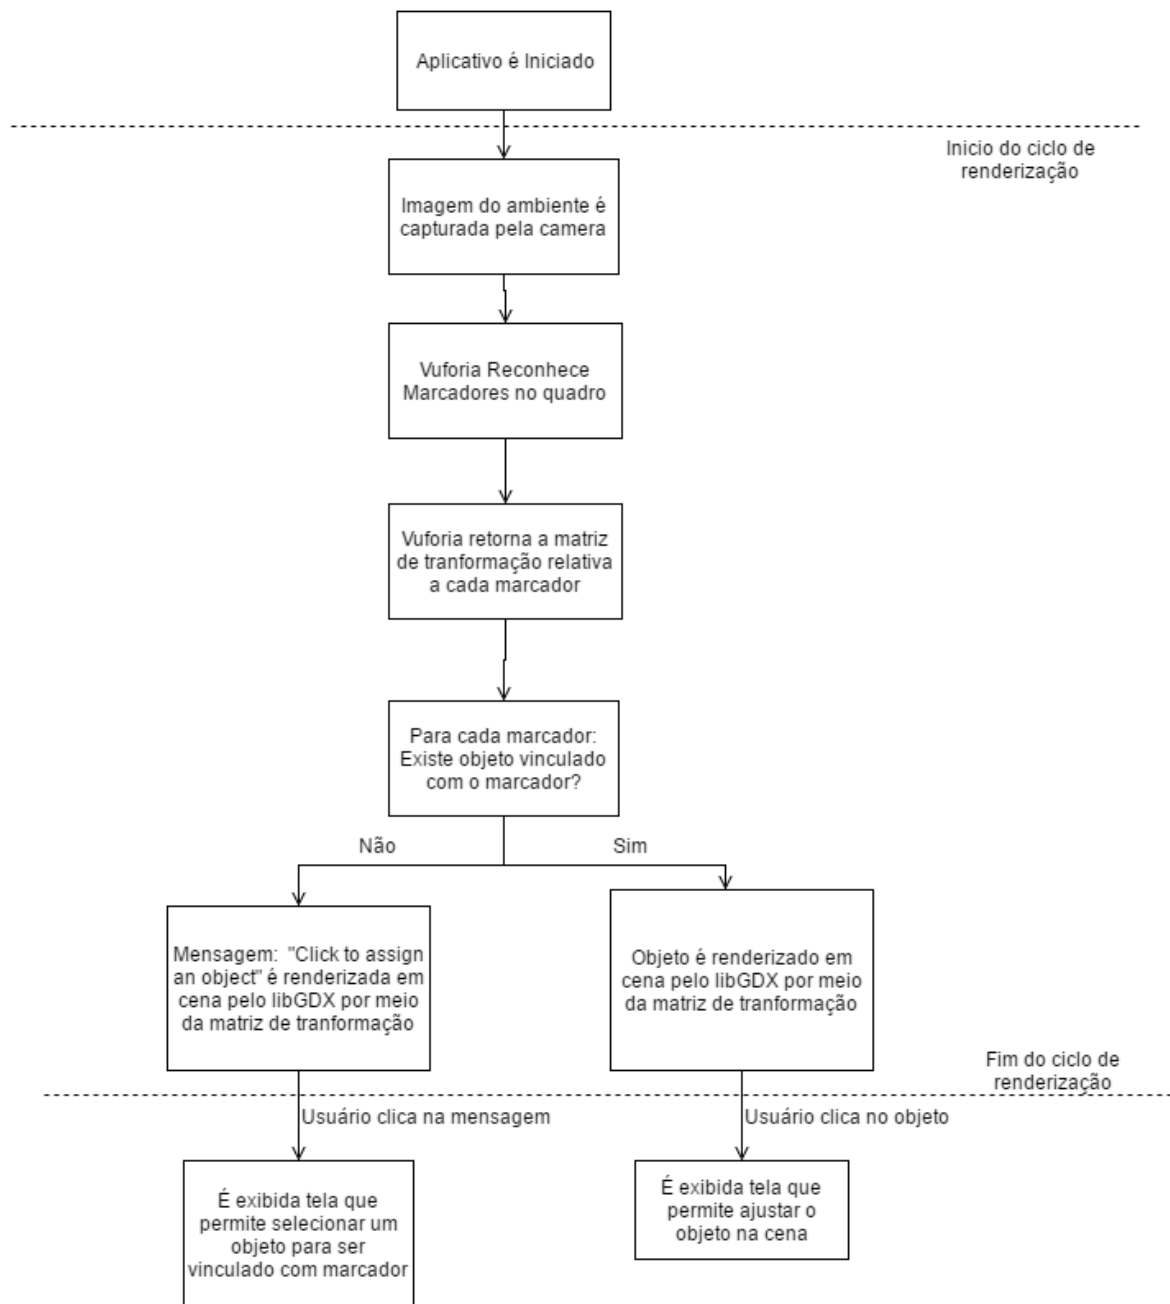 Aplicativo é Iniciado
Inicio do ciclo de
renderização
Imagem do ambiente é
capturada pela camera
Vuforia Reconhece
Marcadores no quadro
Vuforia retorna a matriz
de tranformação relativa
a cada marcador
Para cada marcador:
Existe objeto vinculado
com o marcador?
Não
Sim
Mensagem: "Click to assign
an object" é renderizada em
cena pelo libGDX por meio
da matriz de tranformação
Objeto é renderizado em
cena pelo libGDX por meio
da matriz de tranformação
Fim do ciclo de
renderização
Usuário clica na mensagem
Usuário clica no objeto
É exibida tela que
permite selecionar um
objeto para ser
vinculado com marcador
É exibida tela que
permite ajustar o
objeto na cena